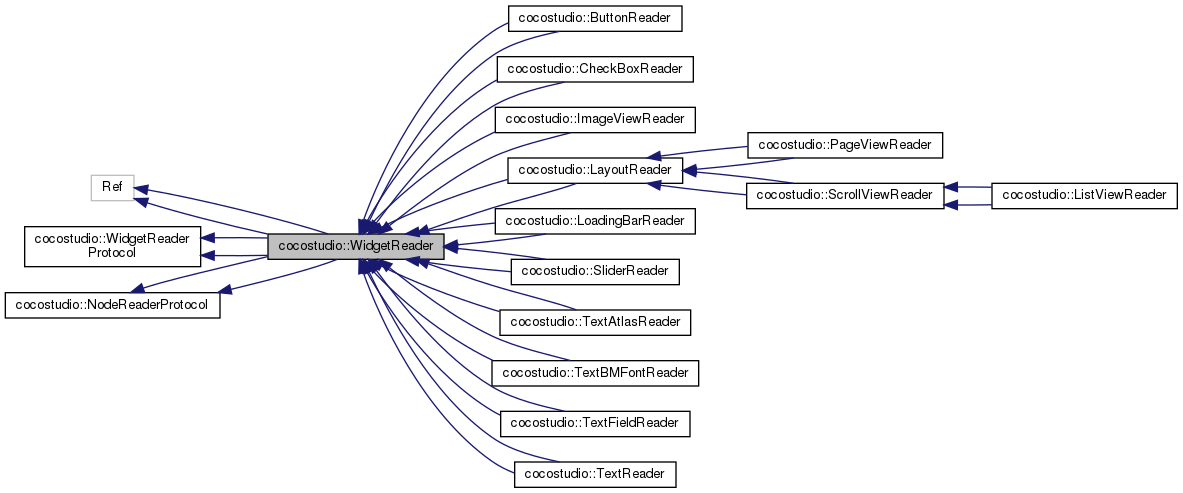 cocostudio::ButtonReader
cocostudio::CheckBoxReader
cocostudio::ImageViewReader
cocostudio::PageViewReader
cocostudio::LayoutReader
Ref
cocostudio::ScrollViewReader
cocostudio::ListViewReader
cocostudio::LoadingBarReader
cocostudio::WidgetReader
Protocol
cocostudio::WidgetReader
cocostudio::SliderReader
cocostudio::NodeReaderProtocol
cocostudio::TextAtlasReader
cocostudio::TextBMFontReader
cocostudio::TextFieldReader
cocostudio::TextReader